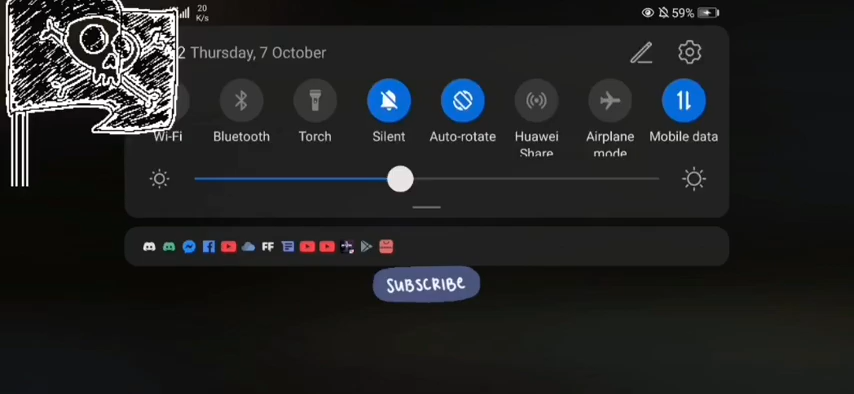 20
K/s
59%
2 Thursday, 7 October
Wi-Fi
Bluetooth
Torch
Silent
Auto-rotate
Huawei
Share
Airplane
mode
Mobile data
FF
SUBSCRIBE